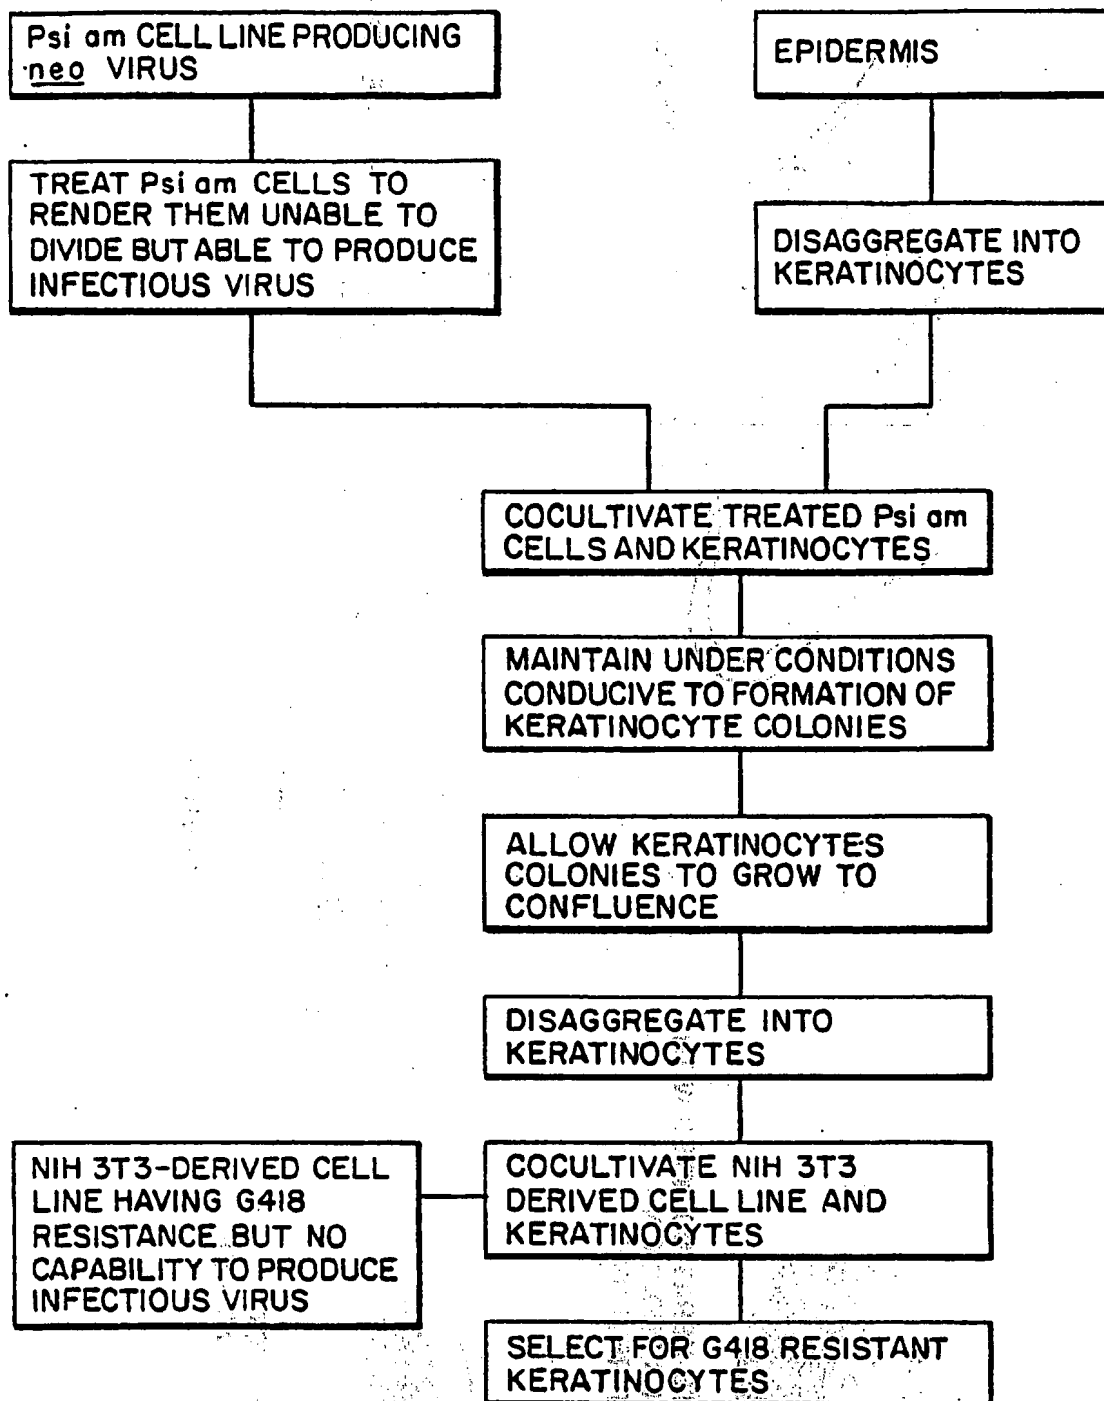 Psi am CELL LINE PRODUCING
neo VIRUS
EPIDERMIS
TREAT Psi am CELLS TO
RENDER THEM UNABLE TO
DIVIDE BUT ABLE TO PRODUCE
INFECTIOUS VIRUS
DISAGGREGATE INTO
KERATINOCYTES
COCULTIVATE TREATED Psi am
CELLS AND KERATINOCYTES
MAINTAIN UNDER CONDITIONS
CONDUCIVE TO FORMATION OF
KERATINOCYTE COLONIES
ALLOW KERATINOCYTES
COLONIES TO GROW TO
CONFLUENCE
DISAGGREGATE INTO
KERATINOCYTES
NIH 3T3-DERIVED CELL
LINE HAVING G418
RESISTANCE BUT NO
CAPABILITY TO PRODUCE
INFECTIOUS VIRUS
COCULTIVATE NIH 3T3
DERIVED CELL LINE AND
KERATINOCYTES
SELECT FOR G418 RESISTANT
KERATINOCYTES